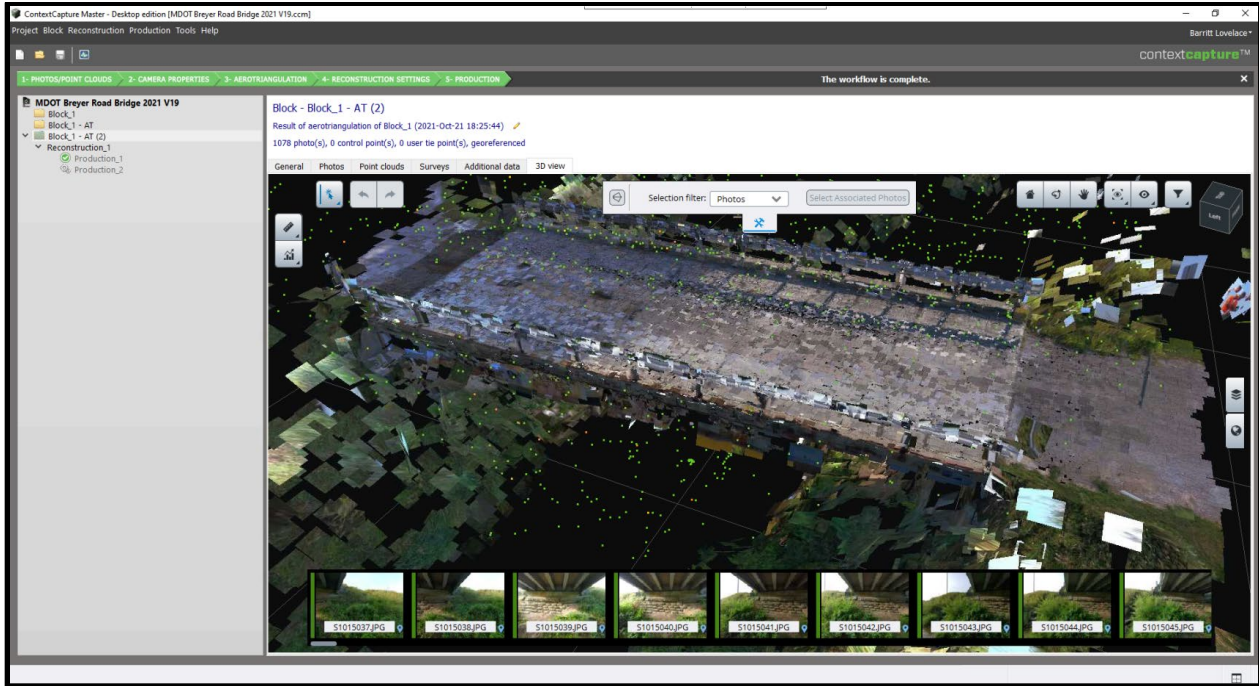 ContextCapture Master - Desktop edition [MDOT Breyer Road Bridge 2021 V19.ccm]
Project Block Reconstruction Production Tools Help
Barritt Lovelace
contextcapture™
1- PHOTOS/POINT CLOUDS 2- CAMERA PROPERTIES 3- AEROTRIANGULATION 4- RECONSTRUCTION SETTINGS 5- PRODUCTION The workflow is complete.
MDOT Breyer Road Bridge 2021 V19
Block_1
Block_1 - AT
Block_1 - AT (2)
Reconstruction_1
Production_1
Production_2
Block - Block_1 - AT (2)
Result of aerotriangulation of Block_1 (2021-Oct-21 18:25:44)
1078 photo(s), 0 control point(s), 0 user tie point(s), georeferenced
General Photos Point clouds Surveys Additional data 3D view
Selection filter: Photos Select Associated Photos
Left
S1015037.JPG S1015038.JPG S1015039.JPG S1015040.JPG S1015041.JPG S1015042.JPG S1015043.JPG S1015044.JPG S1015045.JPG